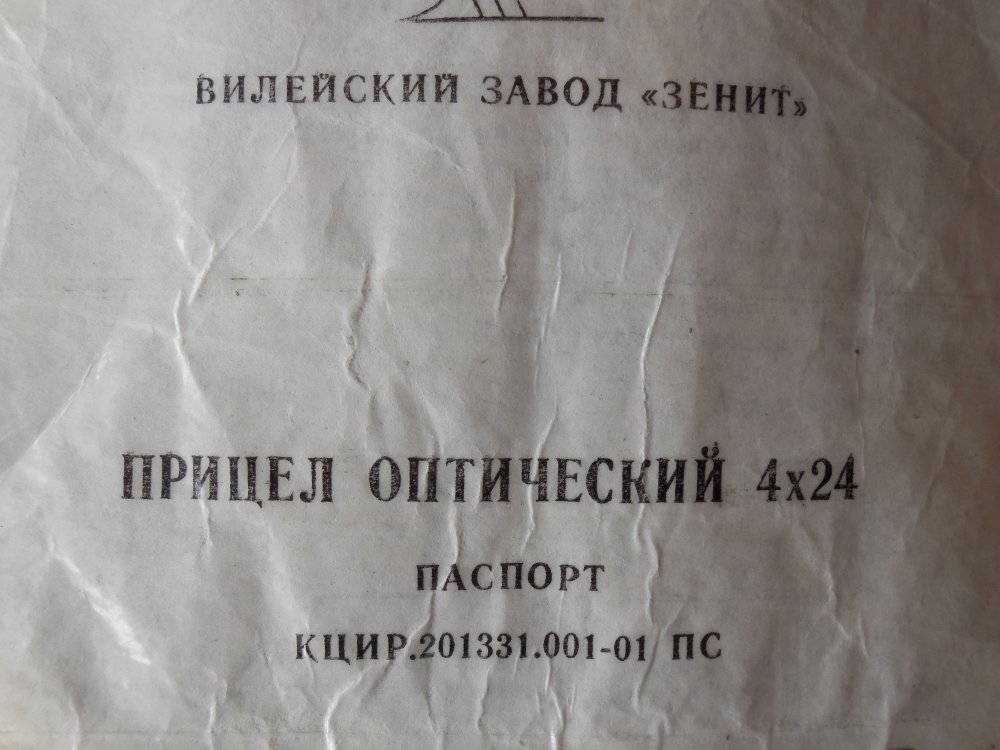 ВИЛЕЙСКИЙ ЗАВОД «ЗЕНИТ»
ПРИЦЕЛ ОПТИЧЕСКИЙ 4х24
ПАСПОРТ
КЦИР.201331.001-01 ПС